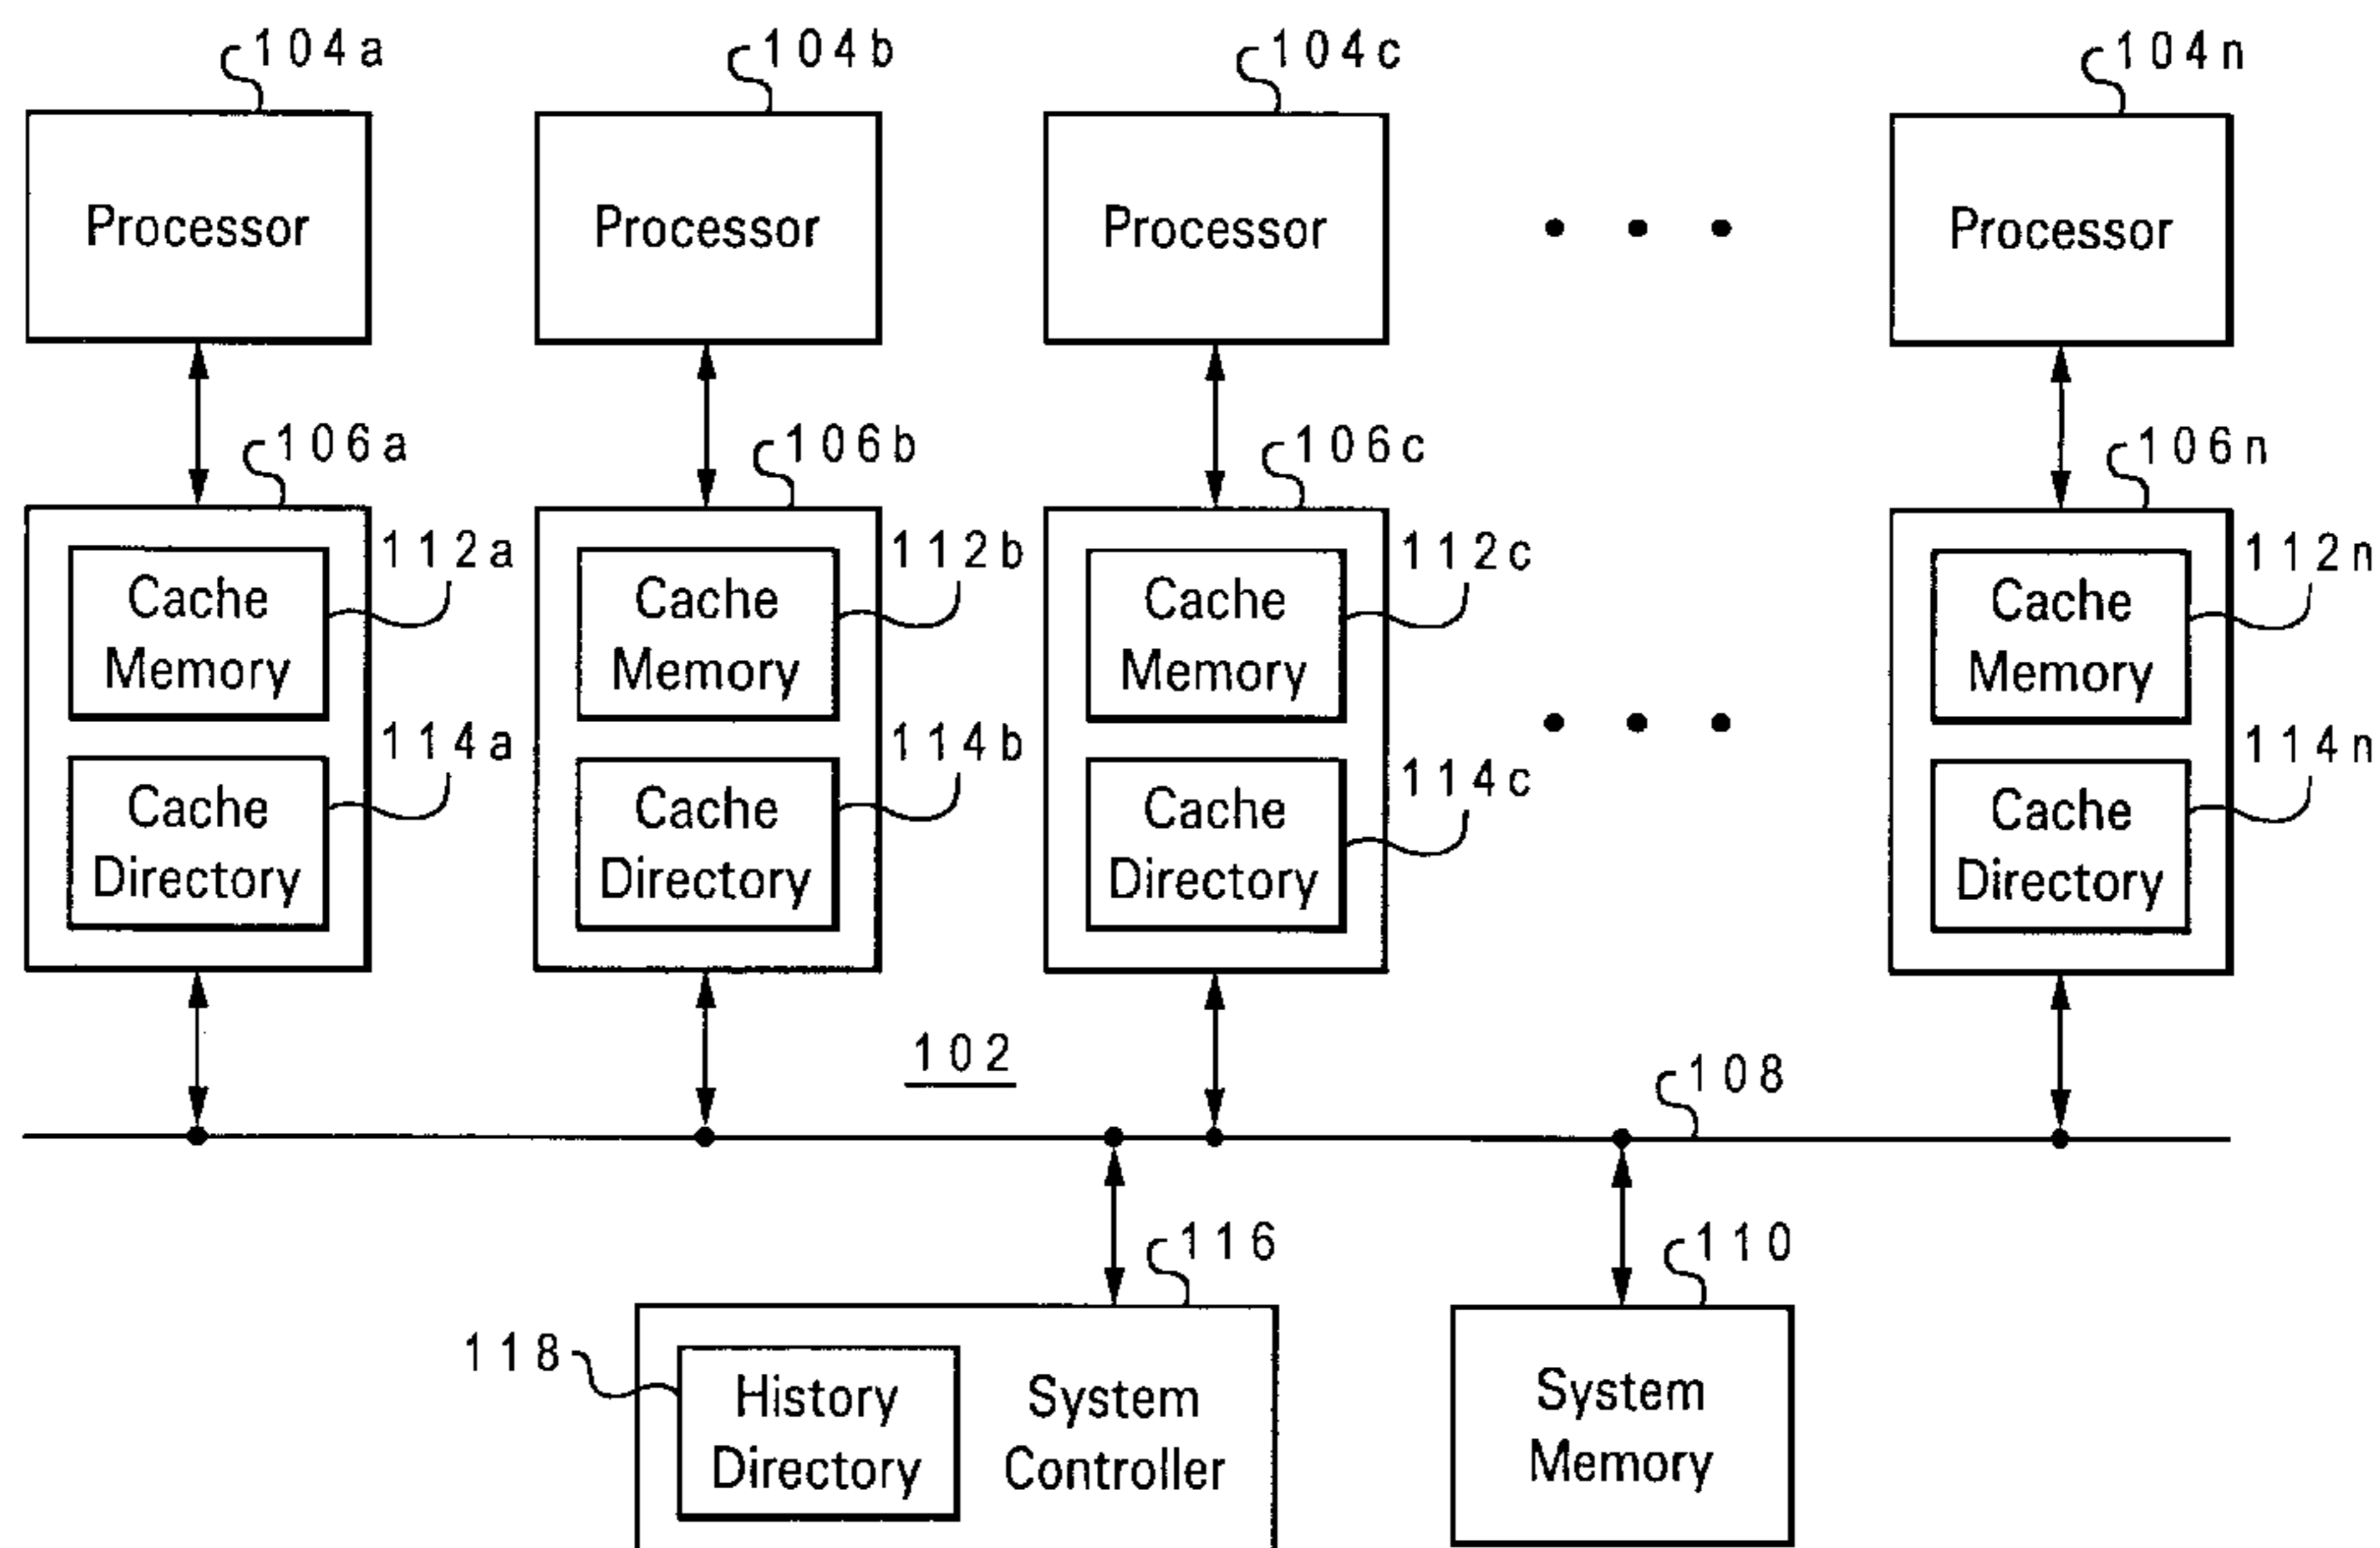 104a
104b
104c
104n
Processor
Processor
Processor
Processor
106a
106b
106c
106n
Cache
Memory
112a
Cache
Memory
112b
Cache
Memory
112c
Cache
Memory
112n
Cache
Directory
114a
Cache
Directory
114b
Cache
Directory
114c
Cache
Directory
114n
102
108
116
110
118
History
Directory
System
Controller
System
Memory